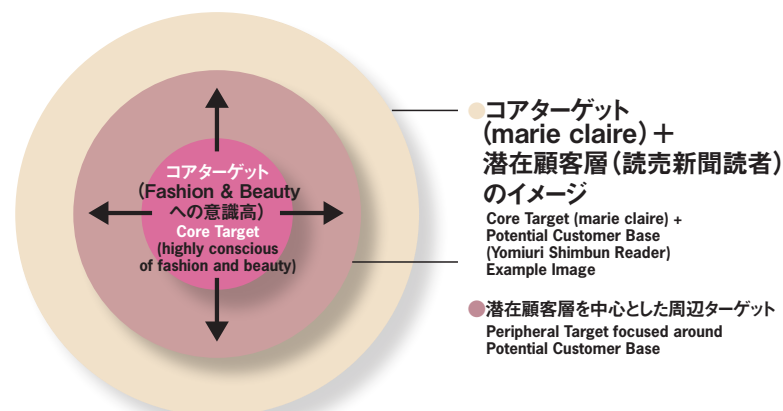 コアターゲット
(Fashion & Beauty
への意識高)
Core Target
(highly conscious
of fashion and beauty)
コアターゲット
(marie claire)＋
潜在顧客層(読売新聞読者)
のイメージ
Core Target (marie claire) +
Potential Customer Base
(Yomiuri Shimbun Reader)
Example Image
潜在顧客層を中心とした周辺ターゲット
Peripheral Target focused around
Potential Customer Base